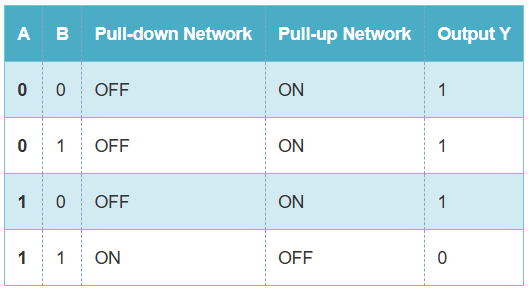 A B Pull-down Network Pull-up Network Output Y
0 0 OFF ON 1
0 1 OFF ON 1
1 0 OFF ON 1
1 1 ON OFF 0